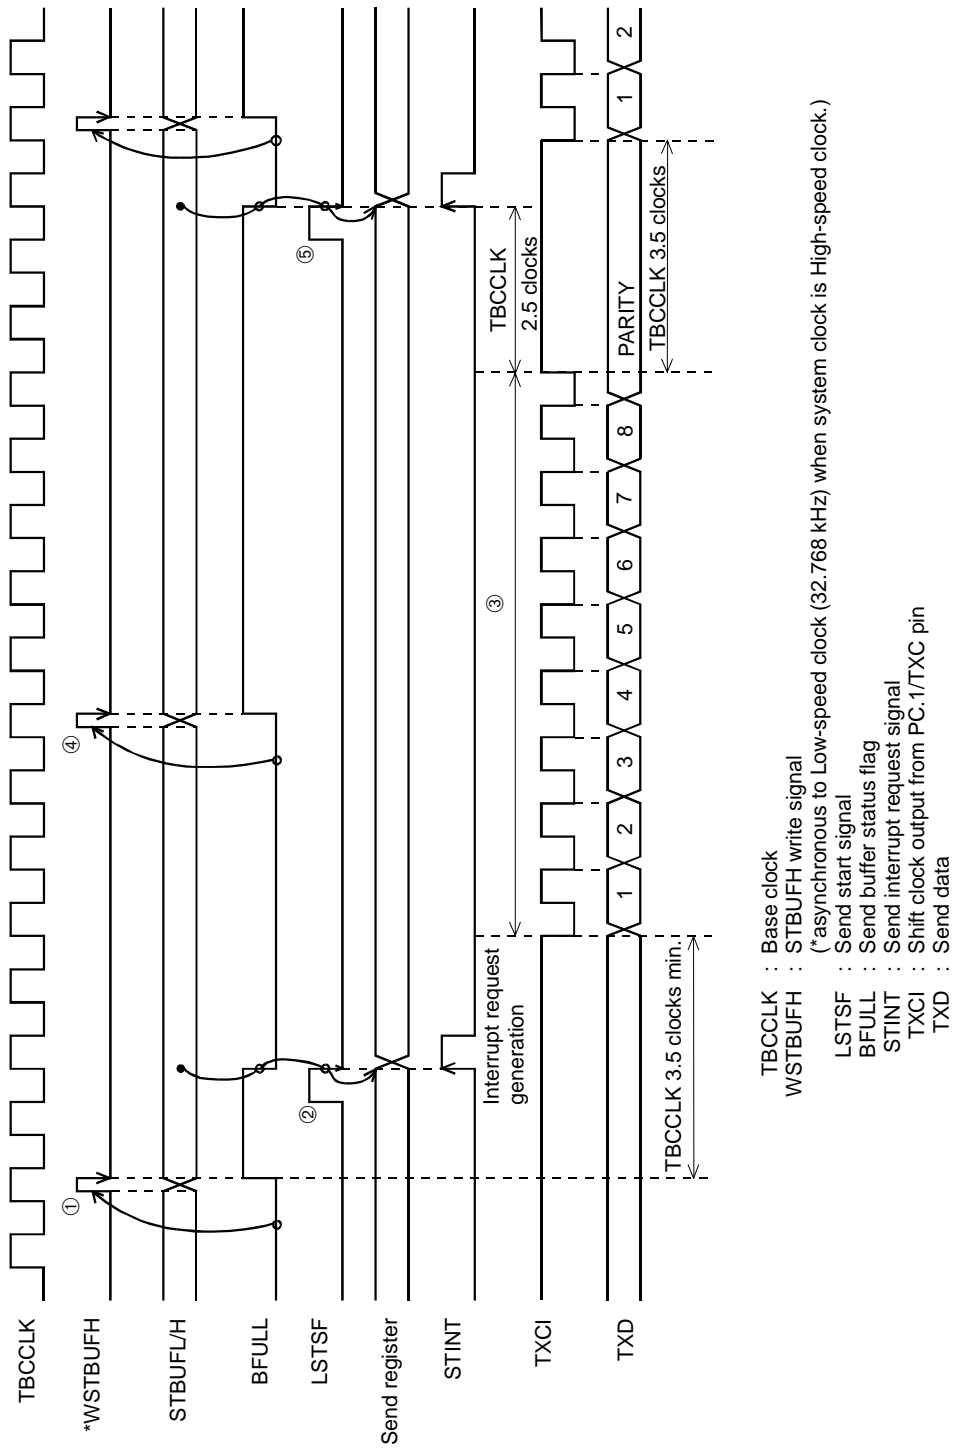 TBCCLK
*WSTBUFH
①
④
STBUFL/H
BFULL
LSTSF
②
⑤
Send register
STINT
Interrupt request
generation
③
TBCCLK
2.5 clocks
TXCI
TXD
1
2
3
4
5
6
7
8
PARITY
1
2
TBCCLK 3.5 clocks min.
TBCCLK 3.5 clocks
TBCCLK : Base clock
WSTBUFH : STBUFH write signal
(*asynchronous to Low-speed clock (32.768 kHz) when system clock is High-speed clock.)
LSTSF : Send start signal
BFULL : Send buffer status flag
STINT : Send interrupt request signal
TXCI : Shift clock output from PC.1/TXC pin
TXD : Send data